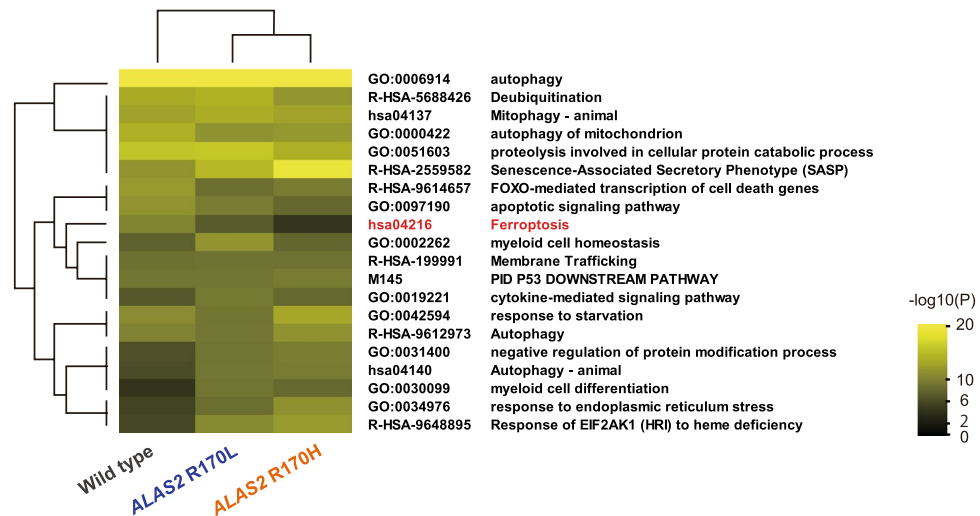 GO:0006914 autophagy
R-HSA-5688426 Deubiquitination
hsa04137 Mitophagy - animal
GO:0000422 autophagy of mitochondrion
GO:0051603 proteolysis involved in cellular protein catabolic process
R-HSA-2559582 Senescence-Associated Secretory Phenotype (SASP)
R-HSA-9614657 FOXO-mediated transcription of cell death genes
GO:0097190 apoptotic signaling pathway
hsa04216 Ferroptosis
GO:0002262 myeloid cell homeostasis
R-HSA-199991 Membrane Trafficking
M145 PID P53 DOWNSTREAM PATHWAY
GO:0019221 cytokine-mediated signaling pathway
GO:0042594 response to starvation
R-HSA-9612973 Autophagy
GO:0031400 negative regulation of protein modification process
hsa04140 Autophagy - animal
GO:0030099 myeloid cell differentiation
GO:0034976 response to endoplasmic reticulum stress
R-HSA-9648895 Response of EIF2AK1 (HRI) to heme deficiency
-log10(P)
20
10
6
2
0
Wild type
ALAS2 R170L
ALAS2 R170H